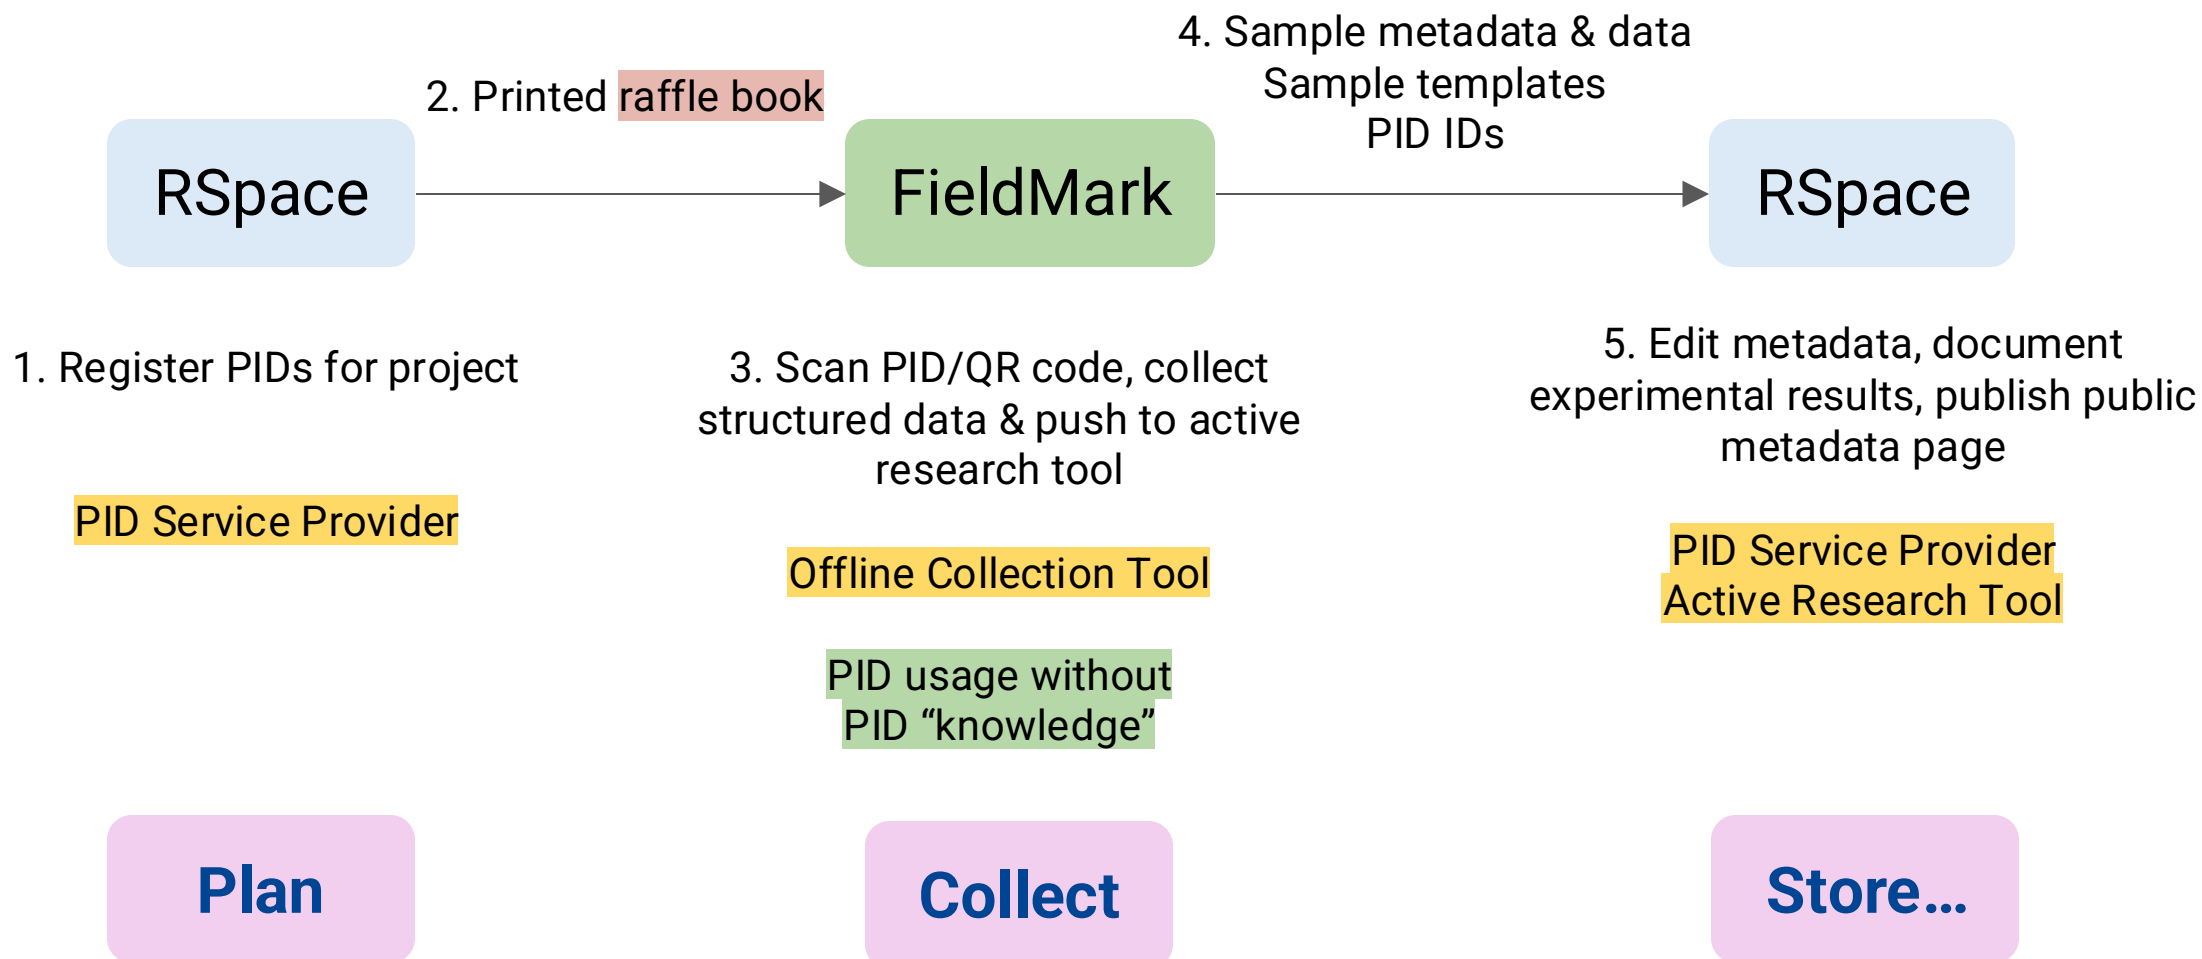 4. Sample metadata & data
Sample templates
PID IDs
2. Printed raffle book
RSpace
FieldMark
RSpace
1. Register PIDs for project
3. Scan PID/QR code, collect
structured data & push to active
research tool
5. Edit metadata, document
experimental results, publish public
metadata page
PID Service Provider
Offline Collection Tool
PID Service Provider
Active Research Tool
PID usage without
PID “knowledge”
Plan
Collect
Store…